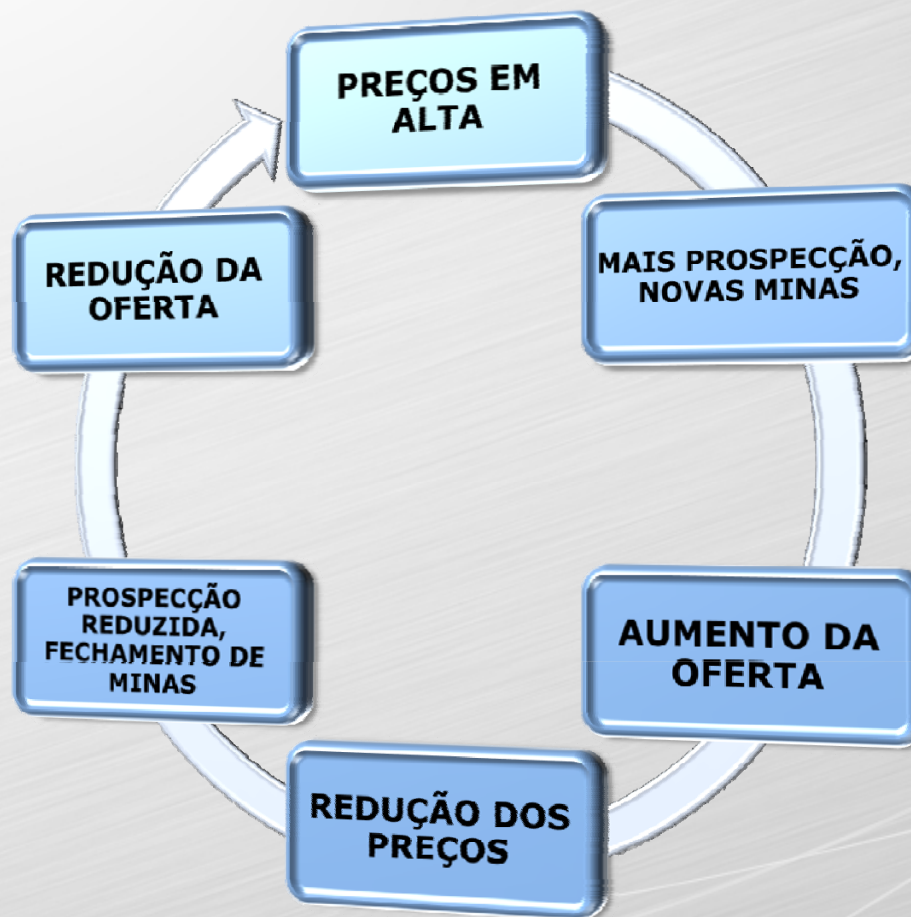 PREÇOS EM
ALTA
MAIS PROSPECÇÃO,
NOVAS MINAS
AUMENTO DA
OFERTA
REDUÇÃO DOS
PREÇOS
PROSPECÇÃO
REDUZIDA,
FECHAMENTO DE
MINAS
REDUÇÃO DA
OFERTA